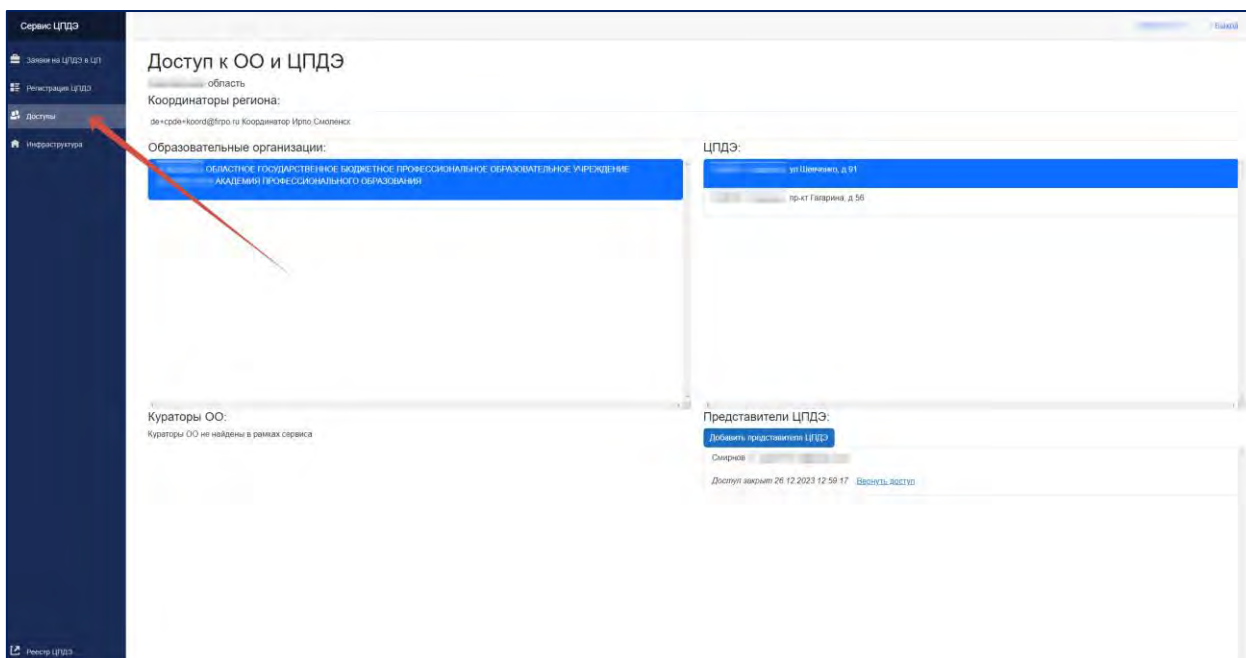 Сервис ЦПДЭ
Выход
Заявки на ЦПДЭ в ЦП
Регистрация ЦПДЭ
Доступы
Инфраструктура
Реестр ЦПДЭ
Доступ к ОО и ЦПДЭ
область
Координаторы региона:
de+cpde+koord@firpo.ru Координатор Ирпо Смоленск
Образовательные организации:
ОБЛАСТНОЕ ГОСУДАРСТВЕННОЕ БЮДЖЕТНОЕ ПРОФЕССИОНАЛЬНОЕ ОБРАЗОВАТЕЛЬНОЕ УЧРЕЖДЕНИЕ
АКАДЕМИЯ ПРОФЕССИОНАЛЬНОГО ОБРАЗОВАНИЯ
ЦПДЭ:
ул Шевченко, д 91
пр-кт Гагарина, д 56
Кураторы ОО:
Кураторы ОО не найдены в рамках сервиса
Представители ЦПДЭ:
Добавить представителя ЦПДЭ
Смирнов
Доступ закрыт 26.12.2023 12:59:17 Вернуть доступ